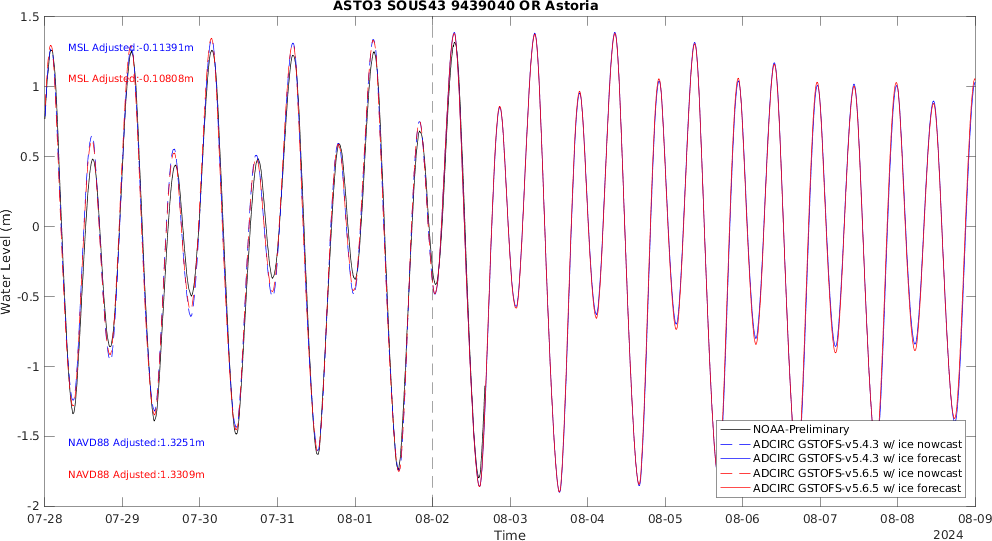 ASTO3 SOUS43 9439040 OR Astoria
1.5
1
0.5
0
-0.5
-1
-1.5
-2
Water Level (m)
MSL Adjusted:-0.11391m
MSL Adjusted:-0.10808m
NAVD88 Adjusted:1.3251m
NAVD88 Adjusted:1.3309m
NOAA-Preliminary
ADCIRC GSTOFS-v5.4.3 w/ ice nowcast
ADCIRC GSTOFS-v5.4.3 w/ ice forecast
ADCIRC GSTOFS-v5.6.5 w/ ice nowcast
ADCIRC GSTOFS-v5.6.5 w/ ice forecast
07-28 07-29 07-30 07-31 08-01 08-02 08-03 08-04 08-05 08-06 08-07 08-08 08-09
Time
2024